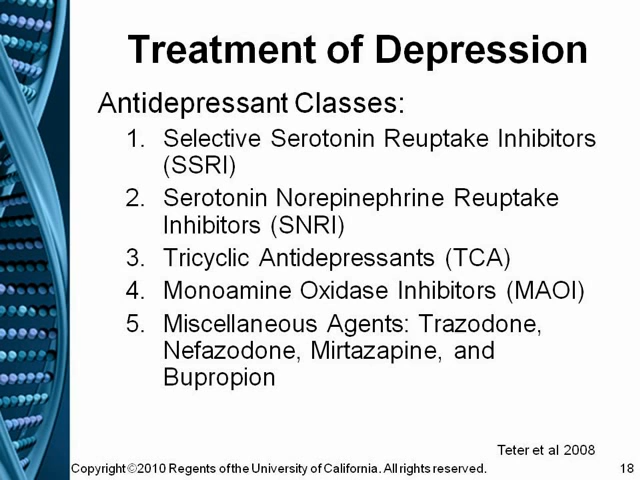 Treatment of Depression
Antidepressant Classes:
1. Selective Serotonin Reuptake Inhibitors
(SSRI)
2. Serotonin Norepinephrine Reuptake
Inhibitors (SNRI)
3. Tricyclic Antidepressants (TCA)
4. Monoamine Oxidase Inhibitors (MAOI)
5. Miscellaneous Agents: Trazodone,
Nefazodone, Mirtazapine, and
Bupropion
Teter et al 2008
Copyright ©2010 Regents of the University of California. All rights reserved. 18